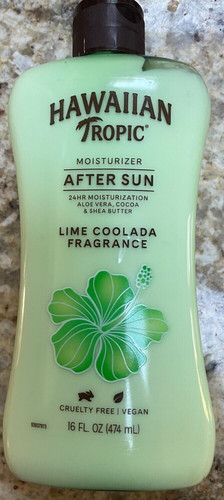 HAWAIIAN
TROPIC®
MOISTURIZER
AFTER SUN
24HR MOISTURIZATION
ALOE VERA, COCOA
& SHEA BUTTER
LIME COOLADA
FRAGRANCE
CRUELTY FREE | VEGAN
16 FL. OZ (474 mL)